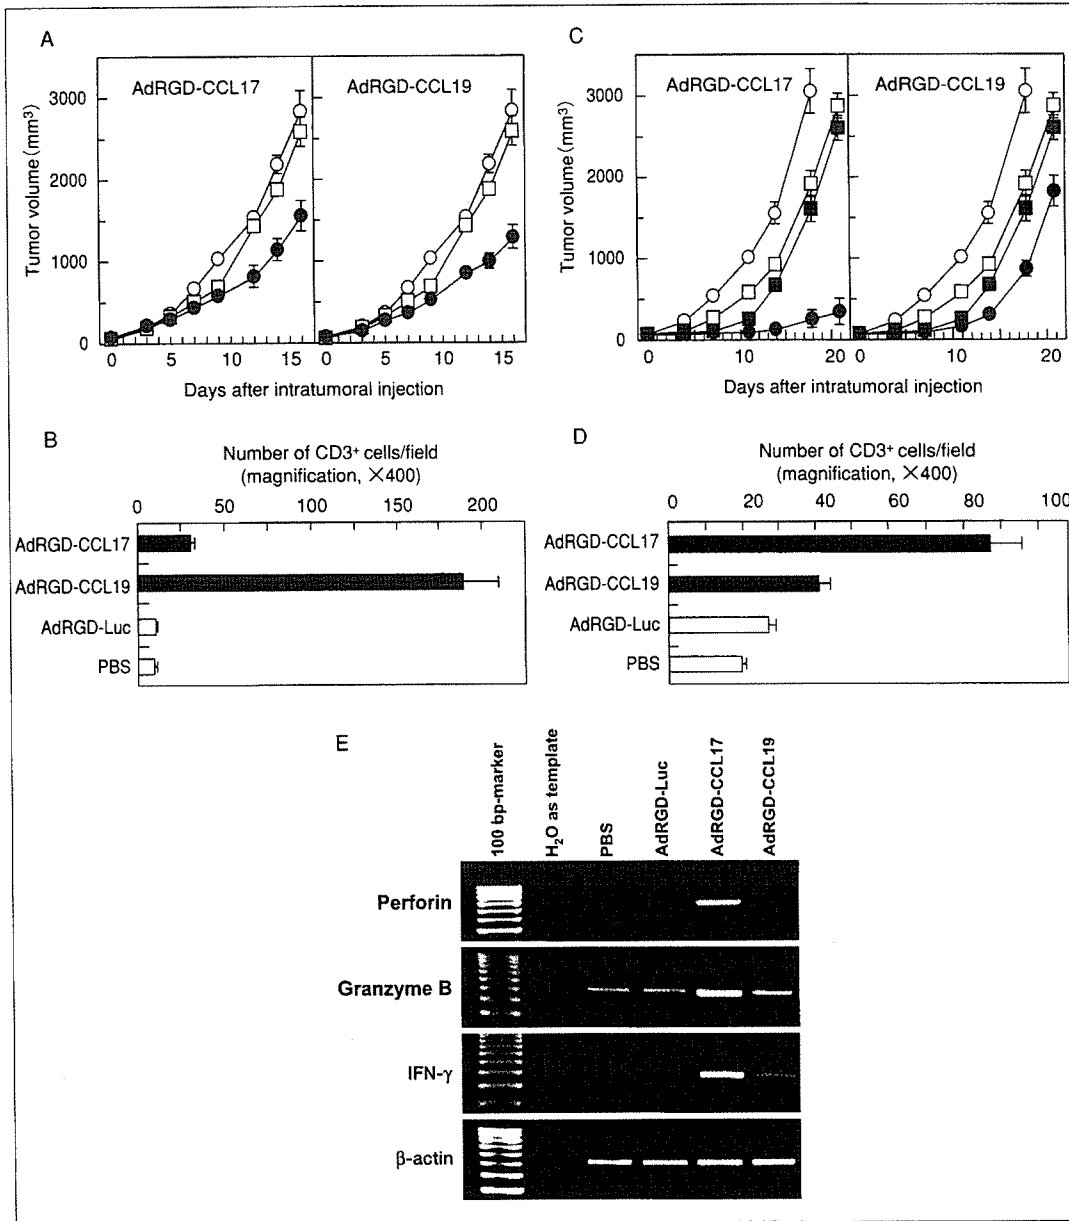 A
C
AdRGD-CCL17
AdRGD-CCL19
AdRGD-CCL17
AdRGD-CCL19
Tumor volume (mm³)
3000
2000
1000
0
0 5 10 15
0 5 10 15
Days after intratumoral injection
Tumor volume (mm³)
3000
2000
1000
0
0 10 20
0 10 20
Days after intratumoral injection
B
Number of CD3⁺ cells/field
(magnification, ×400)
0 50 100 150 200
AdRGD-CCL17
AdRGD-CCL19
AdRGD-Luc
PBS
D
Number of CD3⁺ cells/field
(magnification, ×400)
0 20 40 60 80 100
AdRGD-CCL17
AdRGD-CCL19
AdRGD-Luc
PBS
E
100 bp-marker
H₂O as template
PBS
AdRGD-Luc
AdRGD-CCL17
AdRGD-CCL19
Perforin
Granzyme B
IFN-γ
β-actin